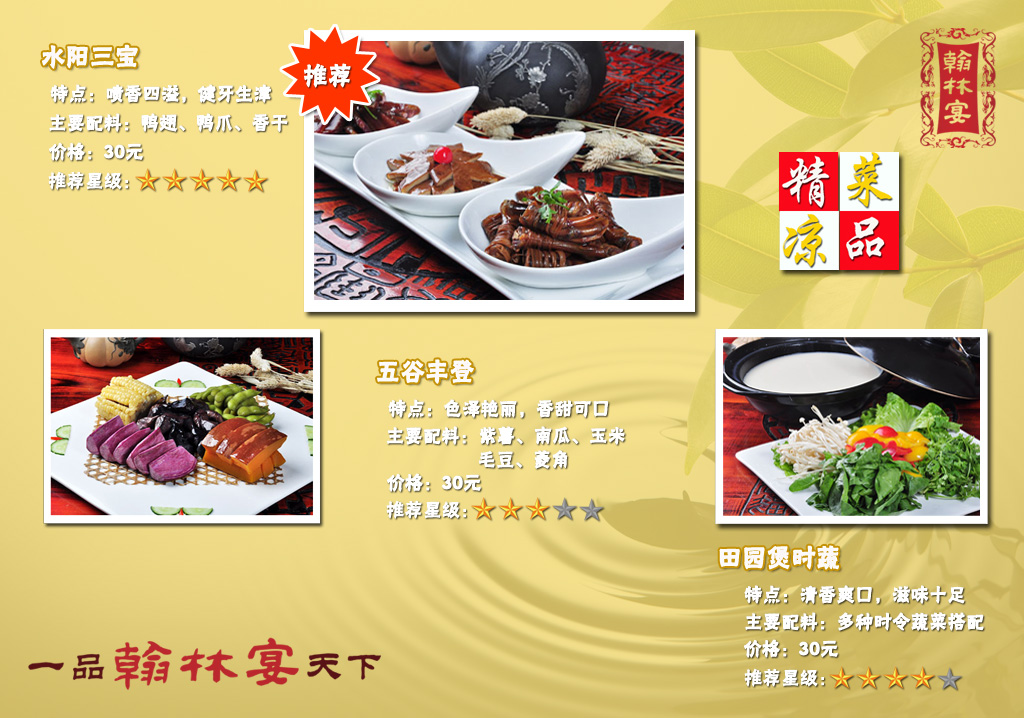 水阳三宝
特点：喷香四溢，健牙生津
主要配料：鸭翅、鸭爪、香干
价格：30元
推荐星级：
推荐
翰林宴
精菜
凉品
五谷丰登
特点：色泽艳丽，香甜可口
主要配料：紫薯、南瓜、玉米
毛豆、菱角
价格：30元
推荐星级：
田园煲时蔬
特点：清香爽口，滋味十足
主要配料：多种时令蔬菜搭配
价格：30元
推荐星级：
一品翰林宴天下